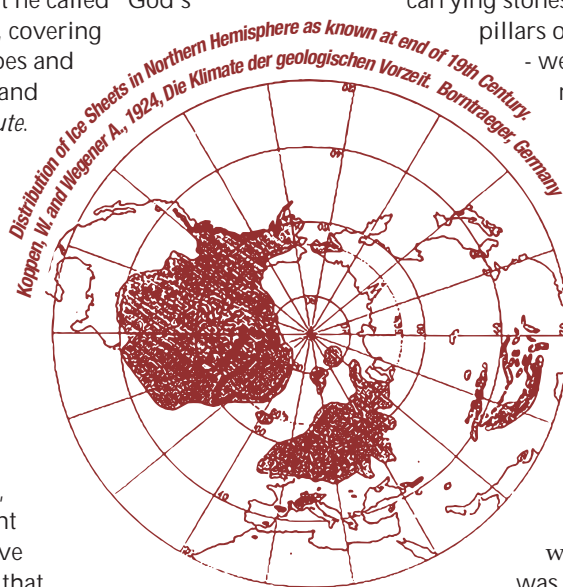 t he called "God's
, covering
pes and
and
ute.
carrying stones
pillars o
- we
Distribution of Ice Sheets in Northern Hemisphere as known at end of 19th Century.
Koppen, W. and Wegener A., 1924, Die Klimate der geologischen Vorzeit. Borntraeger, Germany
nt
ve
that
w
was